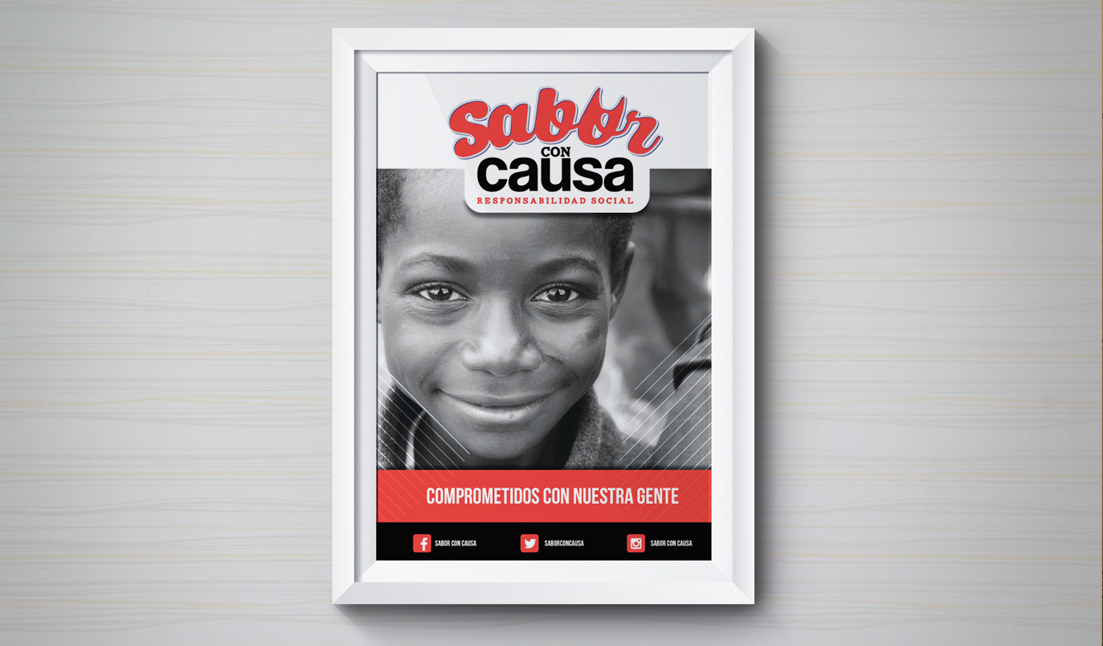 sabor
CON
causa
RESPONSABILIDAD SOCIAL
COMPROMETIDOS CON NUESTRA GENTE
SABOR CON CAUSA
SABORCONCAUSA
SABOR CON CAUSA